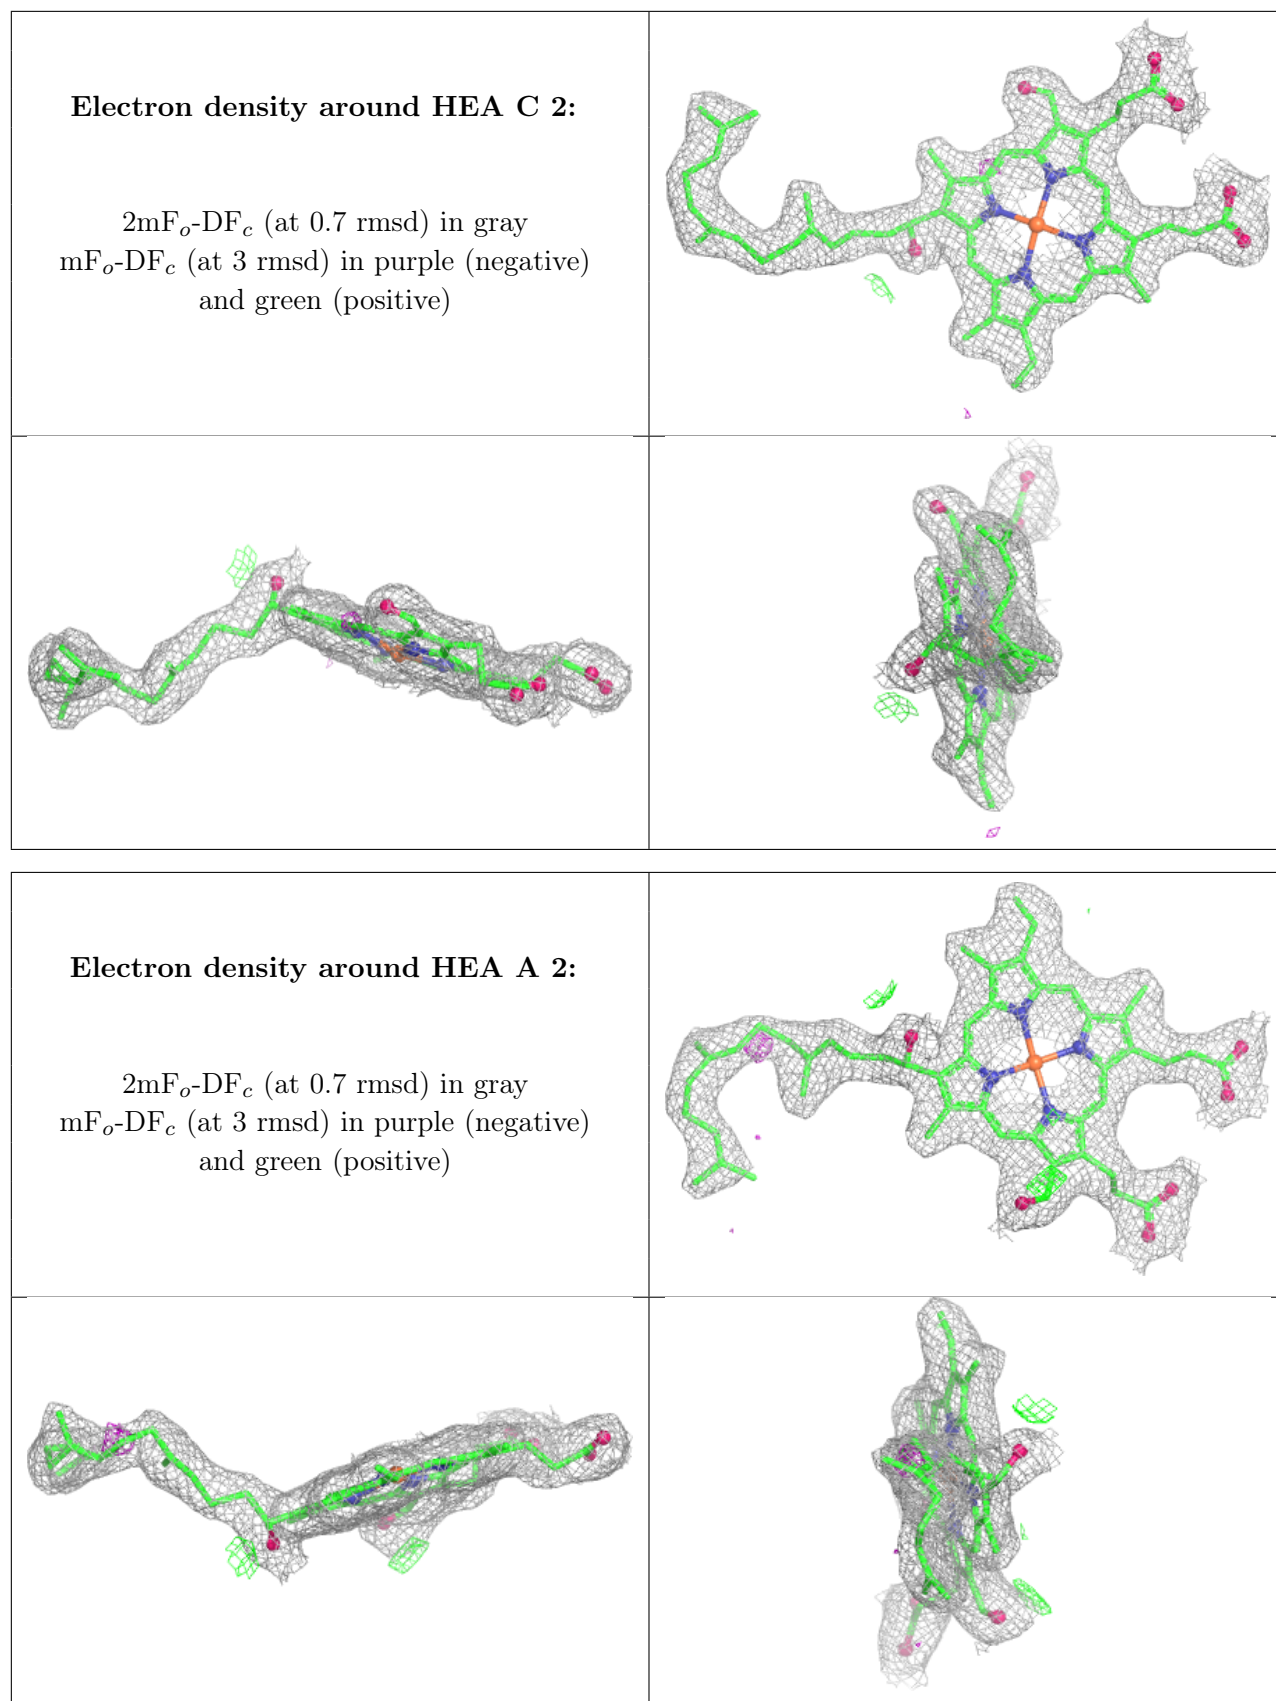 Electron density around HEA C 2:
2mFo-DFc (at 0.7 rmsd) in gray
mFo-DFc (at 3 rmsd) in purple (negative)
and green (positive)
Electron density around HEA A 2:
2mFo-DFc (at 0.7 rmsd) in gray
mFo-DFc (at 3 rmsd) in purple (negative)
and green (positive)